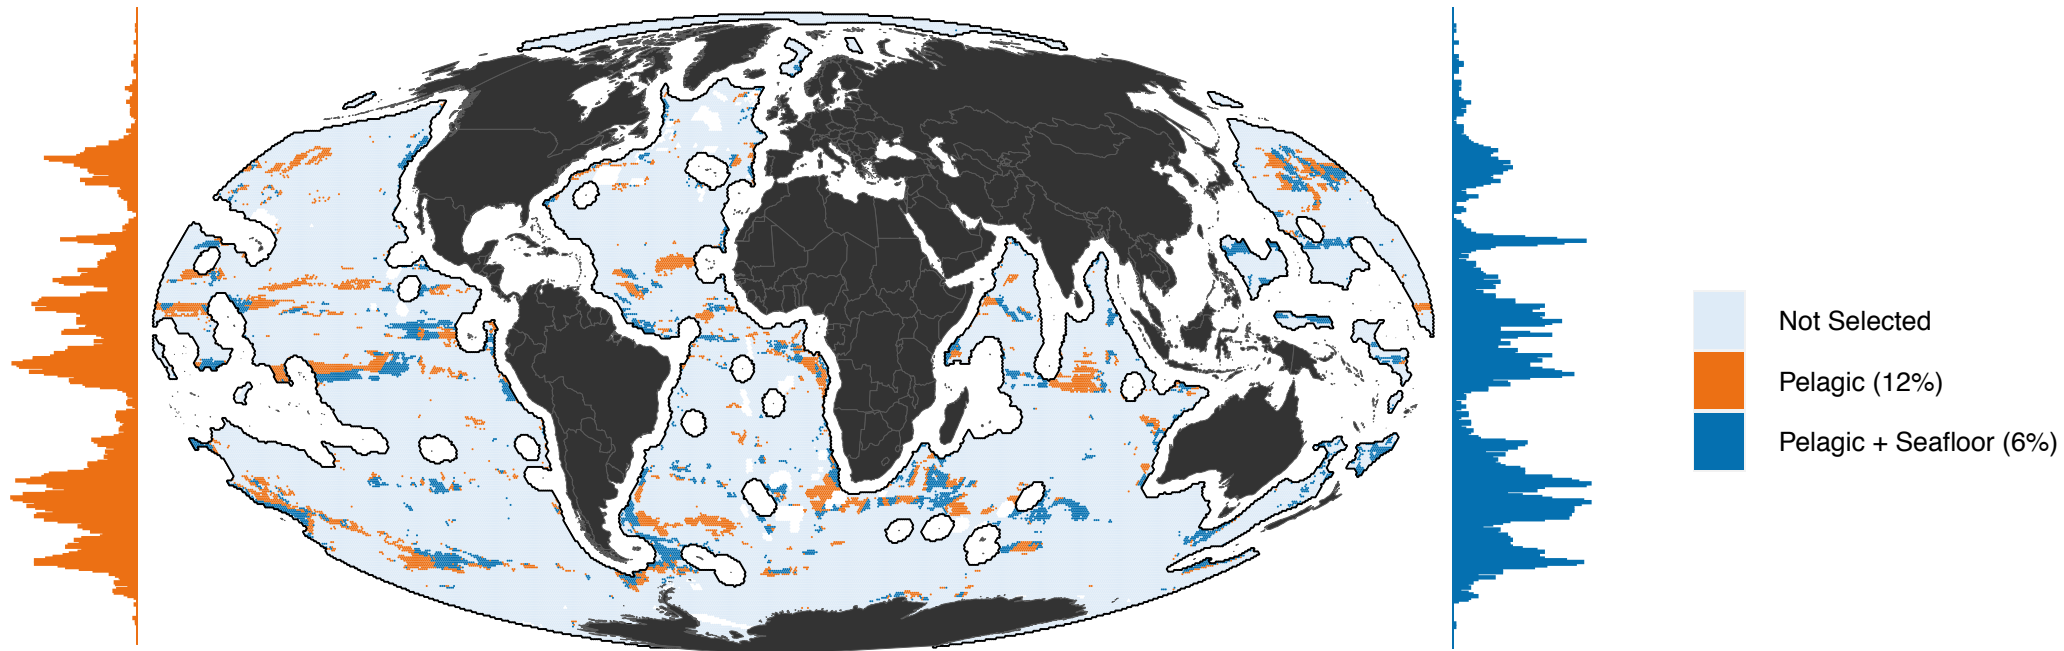 Not Selected
Pelagic (12%)
Pelagic + Seafloor (6%)